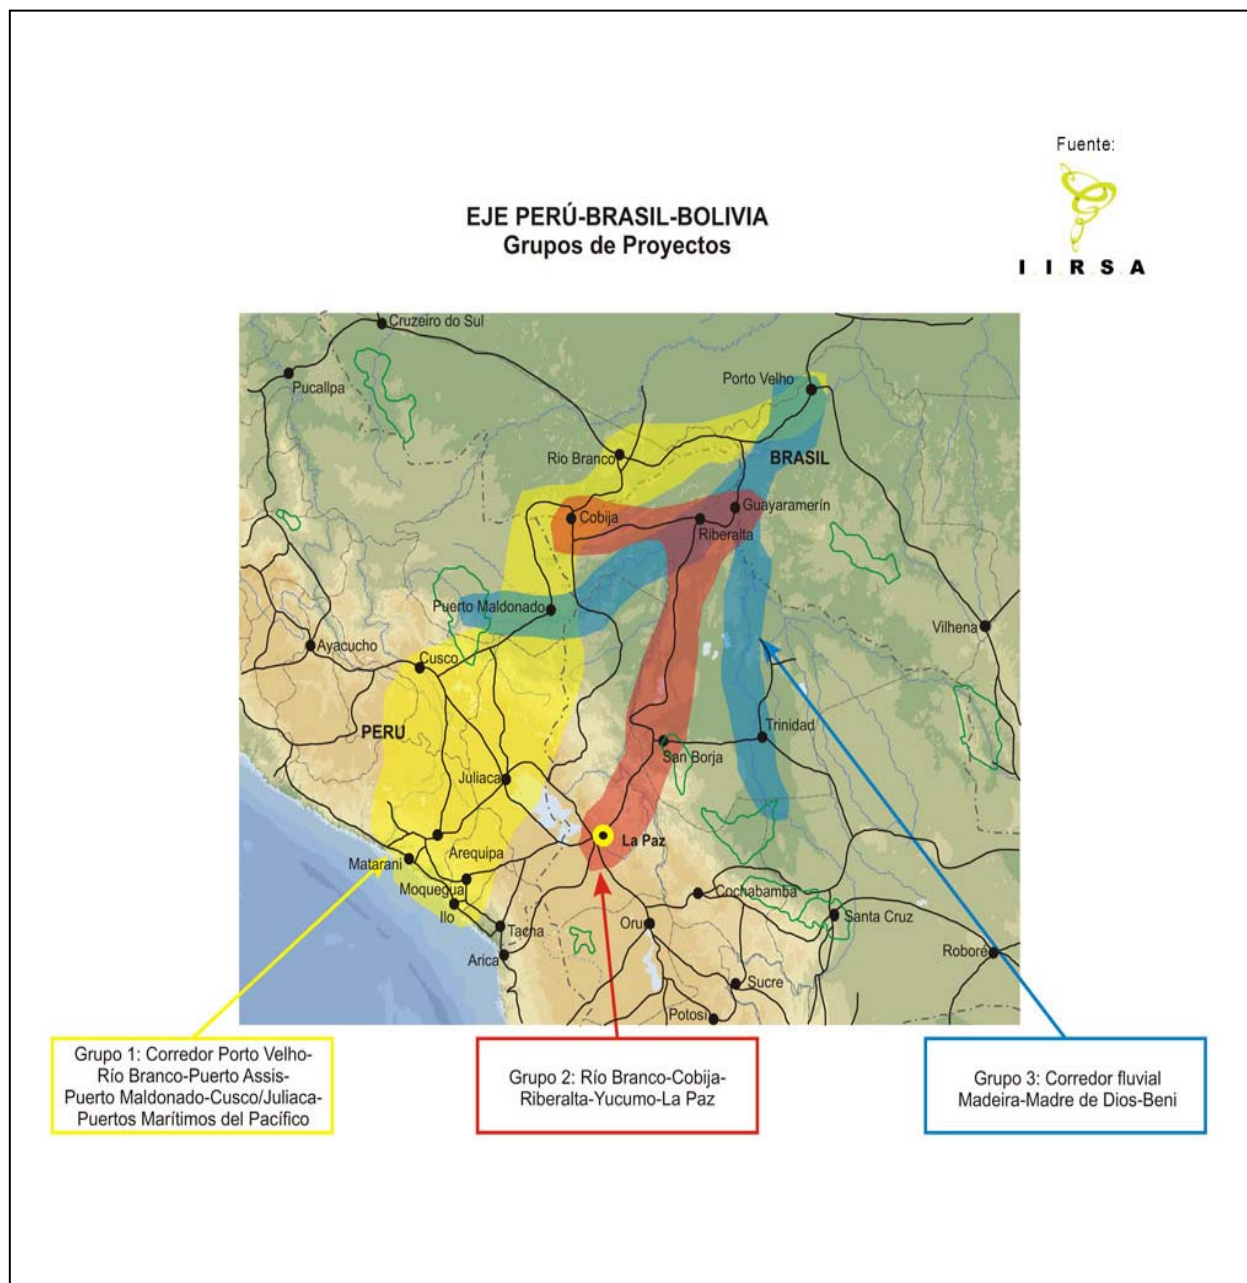 Fuente:
I.I.R.S.A
EJE PERÚ-BRASIL-BOLIVIA
Grupos de Proyectos
Cruzeiro do Sul
Pucallpa
Porto Velho
Río Branco
BRASIL
Cobija
Guayaramerín
Riberalta
Puerto Maldonado
Vilhena
Ayacucho
Cusco
PERU
Trinidad
San Borja
Juliaca
La Paz
Arequipa
Matarani
Moquegua
Cochabamba
Ilo
Santa Cruz
Tacna
Oru
Arica
Roboré
Sucre
Potosi
Grupo 1: Corredor Porto Velho-
Río Branco-Puerto Assis-
Puerto Maldonado-Cusco/Juliaca-
Puertos Marítimos del Pacífico
Grupo 2: Río Branco-Cobija-
Riberalta-Yucumo-La Paz
Grupo 3: Corredor fluvial
Madeira-Madre de Dios-Beni